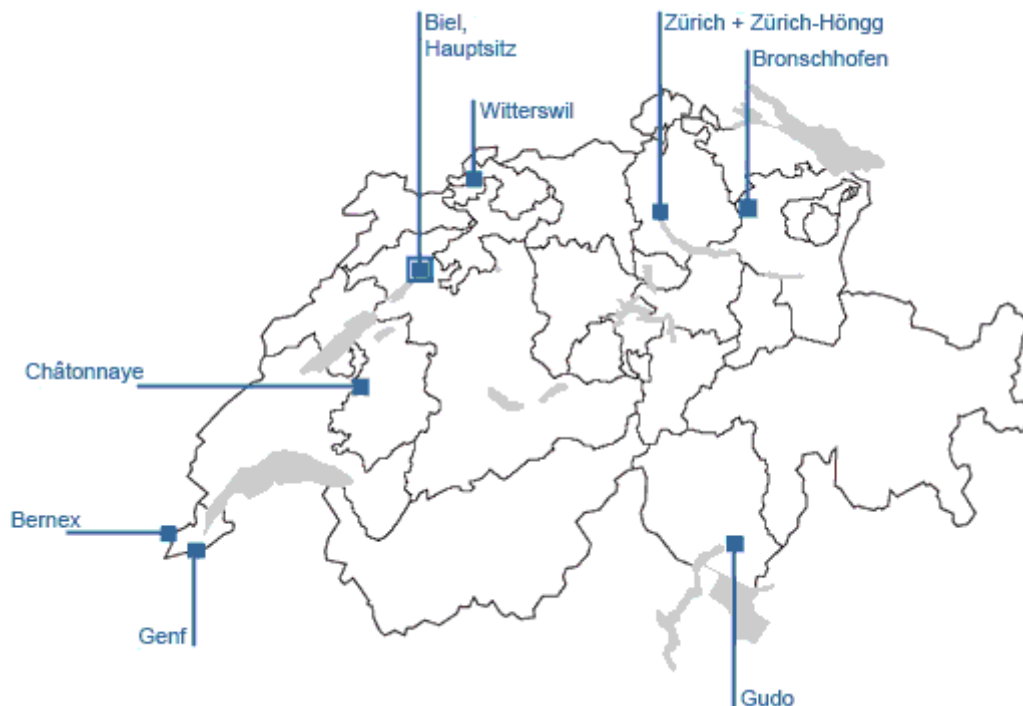 Biel,
Hauptsitz
Zürich + Zürich-Höngg
Bronschhofen
Witterswil
Châtonnaye
Bernex
Genf
Gudo